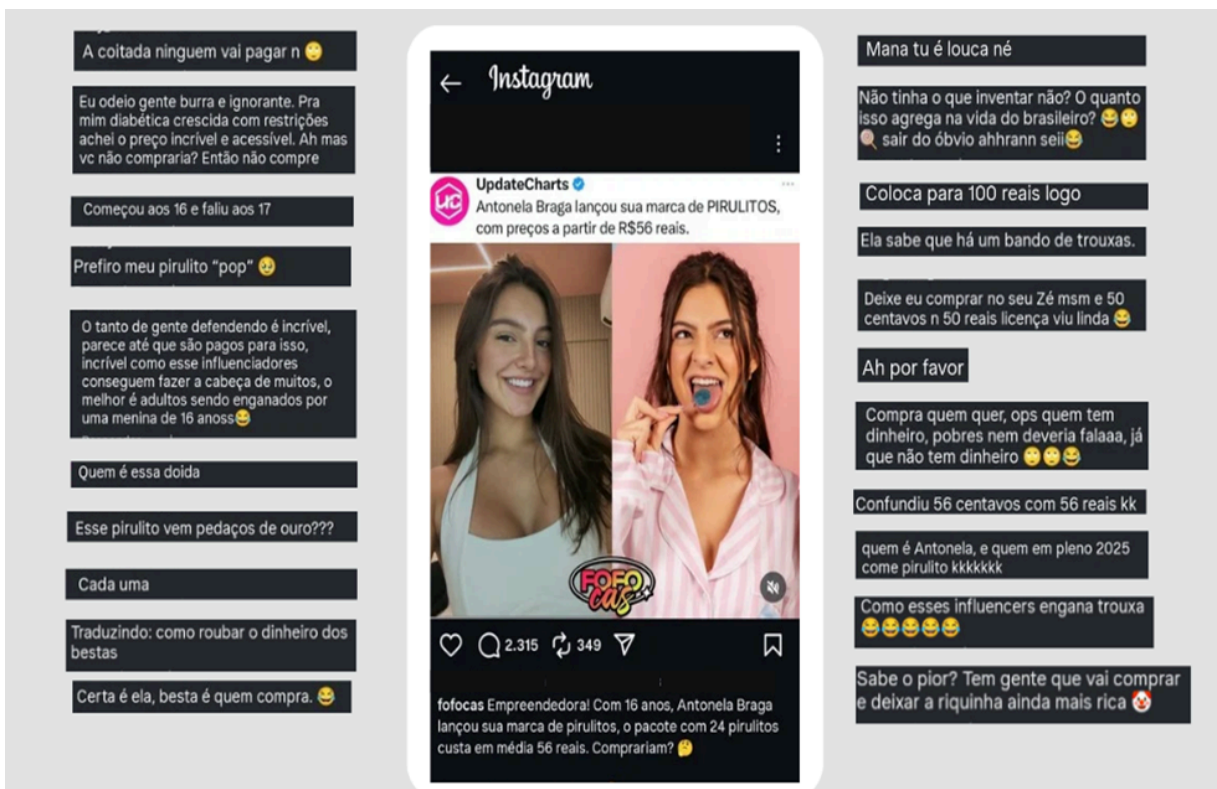 A coitada ninguem vai pagar n 🙄
Eu odeio gente burra e ignorante. Pra
mim diabética crescida com restrições
achei o preço incrível e acessível. Ah mas
vc não compraria? Então não compre
Começou aos 16 e faliu aos 17
Prefiro meu pirulito “pop” 🥹
O tanto de gente defendendo é incrível,
parece até que são pagos para isso,
incrível como esse influenciadores
conseguem fazer a cabeça de muitos, o
melhor é adultos sendo enganados por
uma menina de 16 anoss😂
Quem é essa doida
Esse pirulito vem pedaços de ouro???
Cada uma
Traduzindo: como roubar o dinheiro dos
bestas
Certa é ela, besta é quem compra. 😂
Instagram
UC
UpdateCharts
Antonela Braga lançou sua marca de PIRULITOS,
com preços a partir de R$56 reais.
FOFO
cas
2.315 349
fofocas Empreendedora! Com 16 anos, Antonela Braga
lançou sua marca de pirulitos, o pacote com 24 pirulitos
custa em média 56 reais. Comprariam? 🤔
Mana tu é louca né
Não tinha o que inventar não? O quanto
isso agrega na vida do brasileiro? 😂🙄
🍭 sair do óbvio ahhrann seii😂
Coloca para 100 reais logo
Ela sabe que há um bando de trouxas.
Deixe eu comprar no seu Zé msm e 50
centavos n 50 reais licença viu linda 😂
Ah por favor
Compra quem quer, ops quem tem
dinheiro, pobres nem deveria falaaa, já
que não tem dinheiro 🙄🙄😂
Confundiu 56 centavos com 56 reais kk
quem é Antonela, e quem em pleno 2025
come pirulito kkkkkkk
Como esses influencers engana trouxa
😂😂😂😂😂
Sabe o pior? Tem gente que vai comprar
e deixar a riquinha ainda mais rica 🤡